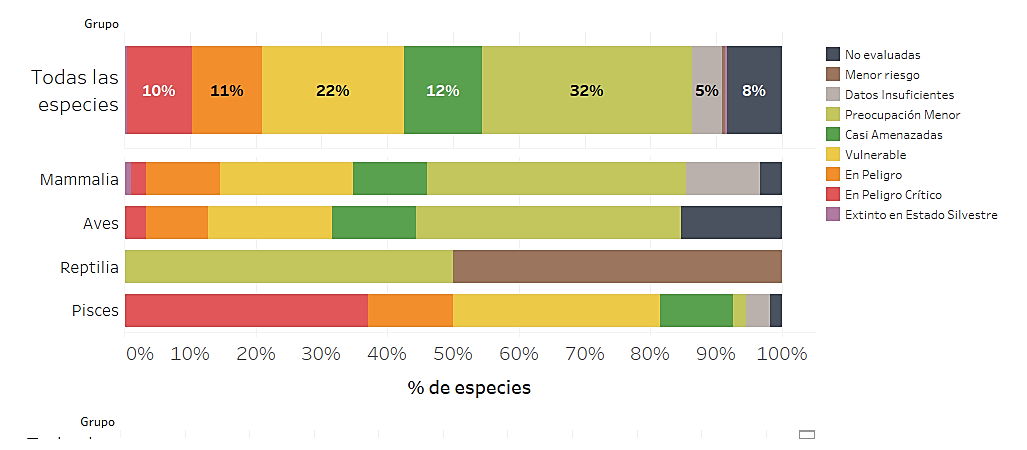 Grupo
Todas las
especies
10% 11% 22% 12% 32% 5% 8%
Mammalia
Aves
Reptilia
Pisces
0% 10% 20% 30% 40% 50% 60% 70% 80% 90% 100%
% de especies
No evaluadas
Menor riesgo
Datos Insuficientes
Preocupación Menor
Casi Amenazadas
Vulnerable
En Peligro
En Peligro Crítico
Extinto en Estado Silvestre
Grupo